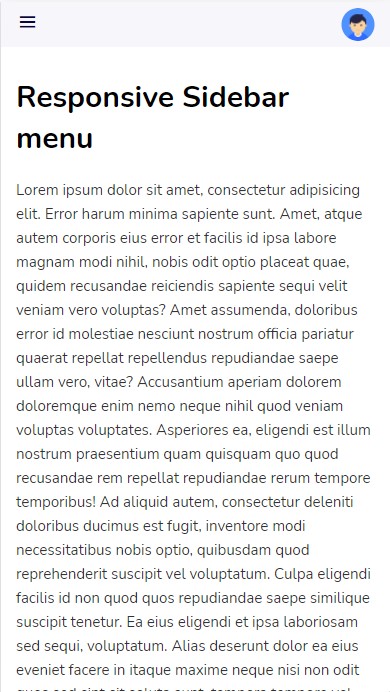 Responsive Sidebar
menu
Lorem ipsum dolor sit amet, consectetur adipisicing
elit. Error harum minima sapiente sunt. Amet, atque
autem corporis eius error et facilis id ipsa labore
magnam modi nihil, nobis odit optio placeat quae,
quidem recusandae reiciendis sapiente sequi velit
veniam vero voluptas? Amet assumenda, doloribus
error id molestiae nesciunt nostrum officia pariatur
quaerat repellat repellendus repudiandae saepe
ullam vero, vitae? Accusantium aperiam dolorem
doloremque enim nemo neque nihil quod veniam
voluptas voluptates. Asperiores ea, eligendi est illum
nostrum praesentium quam quisquam quo quod
recusandae rem repellat repudiandae rerum tempore
temporibus! Ad aliquid autem, consectetur deleniti
doloribus ducimus est fugit, inventore modi
necessitatibus nobis optio, quibusdam quod
reprehenderit suscipit vel voluptatum. Culpa eligendi
facilis id non quod quos repudiandae saepe similique
suscipit tenetur. Ea eius eligendi et ipsa laboriosam
sed sequi, voluptatum. Alias deserunt dolor ea eius
eveniet facere in itaque maxime neque nisi non odit